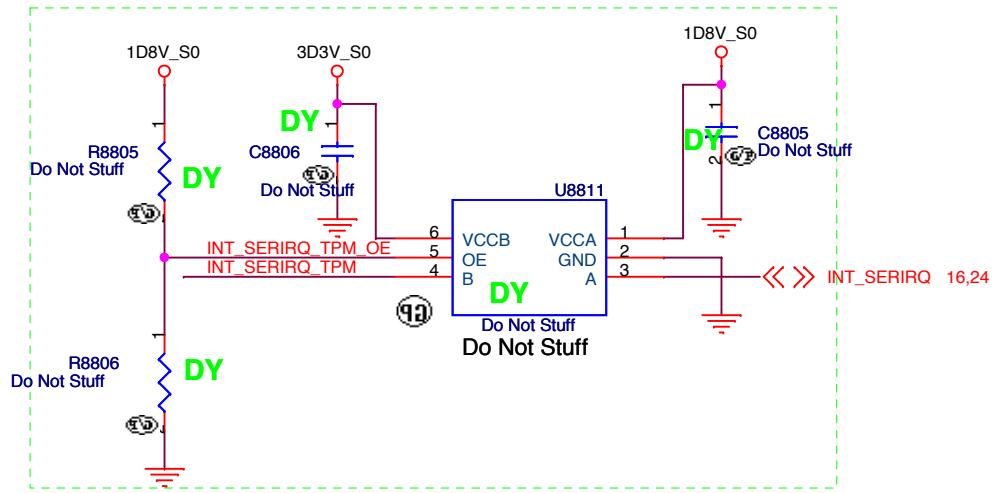 1D8V_S0
3D3V_S0
1D8V_S0
1
DY
C8806
Do Not Stuff
1
DY
2
C8805
Do Not Stuff
1
R8805
Do Not Stuff
DY
U8811
6
VCCB
VCCA
1
INT_SERIRQ_TPM_OE
5
OE
GND
2
INT_SERIRQ_TPM
4
B
A
3
INT_SERIRQ 16,24
DY
GP
Do Not Stuff
Do Not Stuff
1
R8806
Do Not Stuff
DY